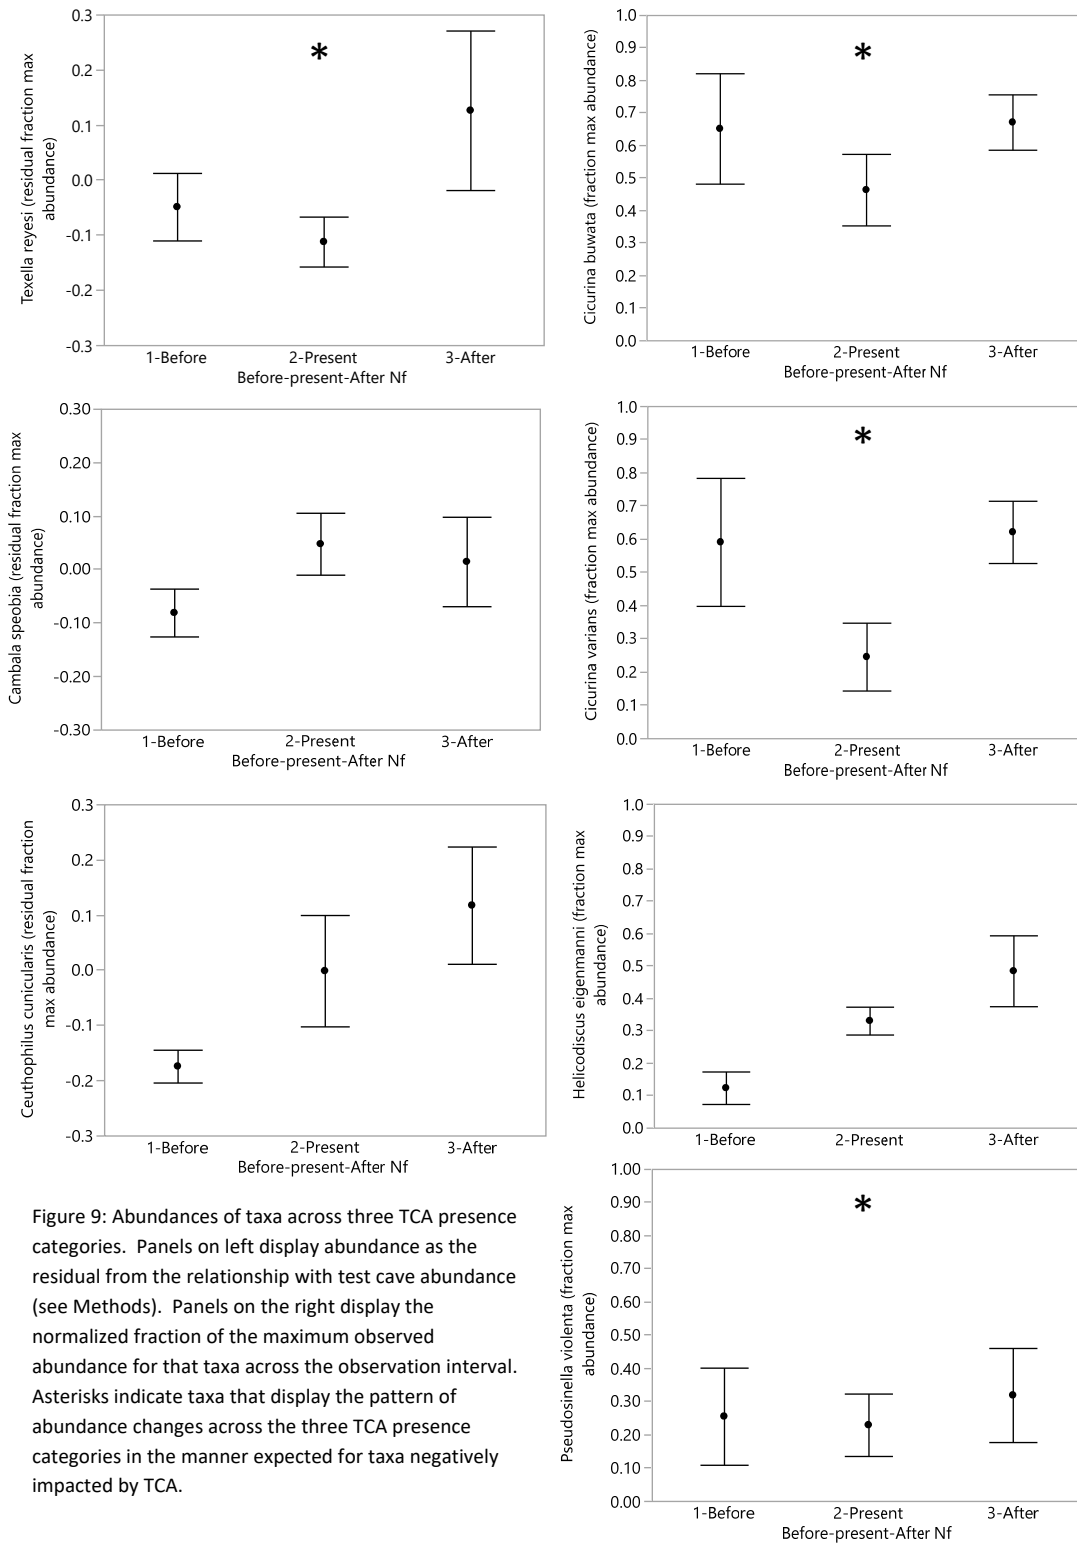 Texella reyesi (residual fraction max
abundance)
0.3
0.2
0.1
0.0
-0.1
-0.2
-0.3
*
1-Before 2-Present 3-After
Before-present-After Nf
Cicurina buwata (fraction max abundance)
1.0
0.9
0.8
0.7
0.6
0.5
0.4
0.3
0.2
0.1
0.0
*
1-Before 2-Present 3-After
Before-present-After Nf
Cambala speobia (residual fraction max
abundance)
0.30
0.20
0.10
0.00
-0.10
-0.20
-0.30
1-Before 2-Present 3-After
Before-present-After Nf
Cicurina varians (fraction max abundance)
1.0
0.9
0.8
0.7
0.6
0.5
0.4
0.3
0.2
0.1
0.0
*
1-Before 2-Present 3-After
Before-present-After Nf
Ceuthophilus cunicularis (residual fraction
max abundance)
0.3
0.2
0.1
0.0
-0.1
-0.2
-0.3
1-Before 2-Present 3-After
Before-present-After Nf
Helicodiscus eigenmanni (fraction max
abundance)
1.0
0.9
0.8
0.7
0.6
0.5
0.4
0.3
0.2
0.1
0.0
1-Before 2-Present 3-After
Pseudosinella violenta (fraction max
abundance)
1.00
0.90
0.80
0.70
0.60
0.50
0.40
0.30
0.20
0.10
0.00
*
1-Before 2-Present 3-After
Before-present-After Nf
Figure 9: Abundances of taxa across three TCA presence
categories.  Panels on left display abundance as the
residual from the relationship with test cave abundance
(see Methods).  Panels on the right display the
normalized fraction of the maximum observed
abundance for that taxa across the observation interval.
Asterisks indicate taxa that display the pattern of
abundance changes across the three TCA presence
categories in the manner expected for taxa negatively
impacted by TCA.